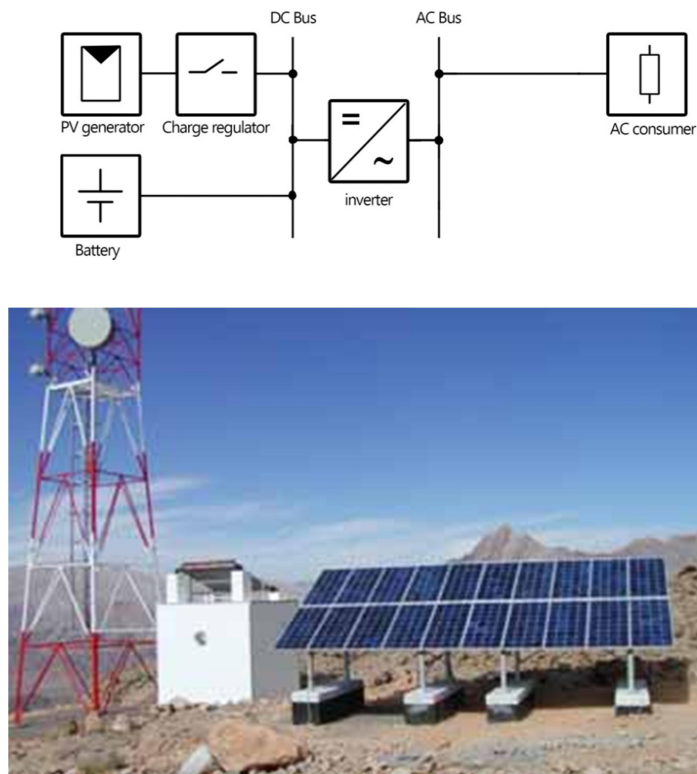 DC Bus
AC Bus
PV generator
Charge regulator
AC consumer
inverter
Battery